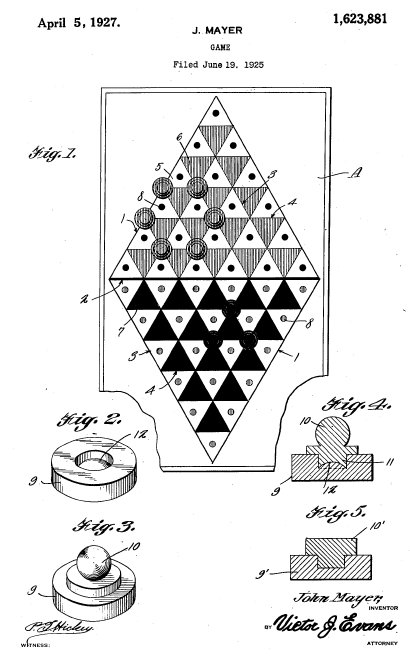 April 5, 1927.
1,623,881
J. MAYER
GAME
Filed June 19, 1925
Fig. 1.
6
5
A
3
8
4
1
2
7
8
3
1
4
Fig. 2.
12
9
Fig. 4.
10
11
9
12
Fig. 3.
10
9
Fig. 5.
10'
9'
John Mayer,
INVENTOR
BY Victor J. Evans
ATTORNEY
WITNESS: